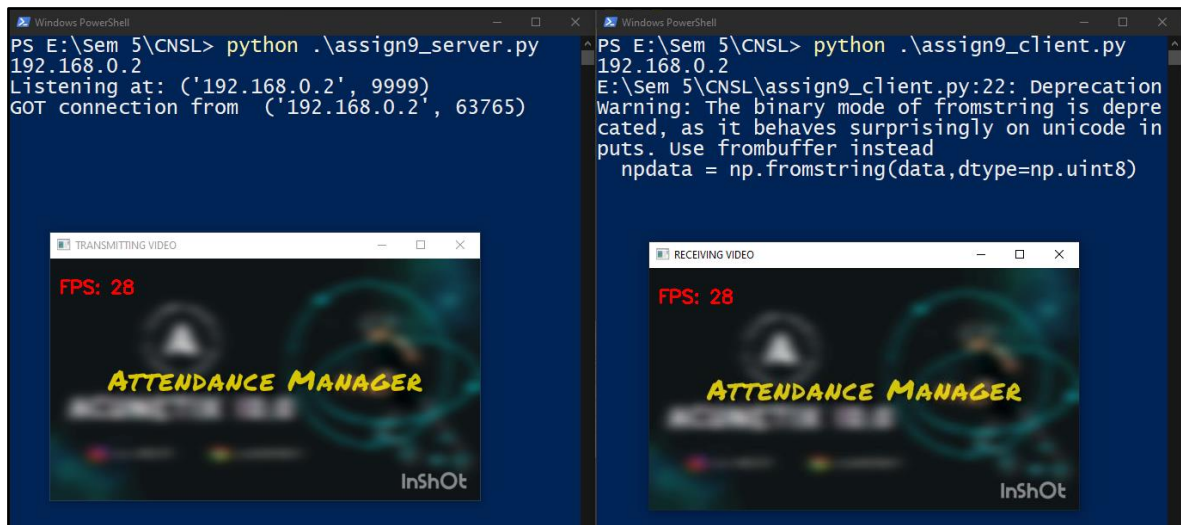 Windows PowerShell
PS E:\Sem 5\CNSL> python .\assign9_server.py
192.168.0.2
Listening at: ('192.168.0.2', 9999)
GOT connection from  ('192.168.0.2', 63765)
TRANSMITTING VIDEO
FPS: 28
ATTENDANCE MANAGER
InShOt
Windows PowerShell
PS E:\Sem 5\CNSL> python .\assign9_client.py
192.168.0.2
E:\Sem 5\CNSL\assign9_client.py:22: Deprecation
Warning: The binary mode of fromstring is depre
cated, as it behaves surprisingly on unicode in
puts. Use frombuffer instead
  npdata = np.fromstring(data,dtype=np.uint8)
RECEIVING VIDEO
FPS: 28
ATTENDANCE MANAGER
InShOt